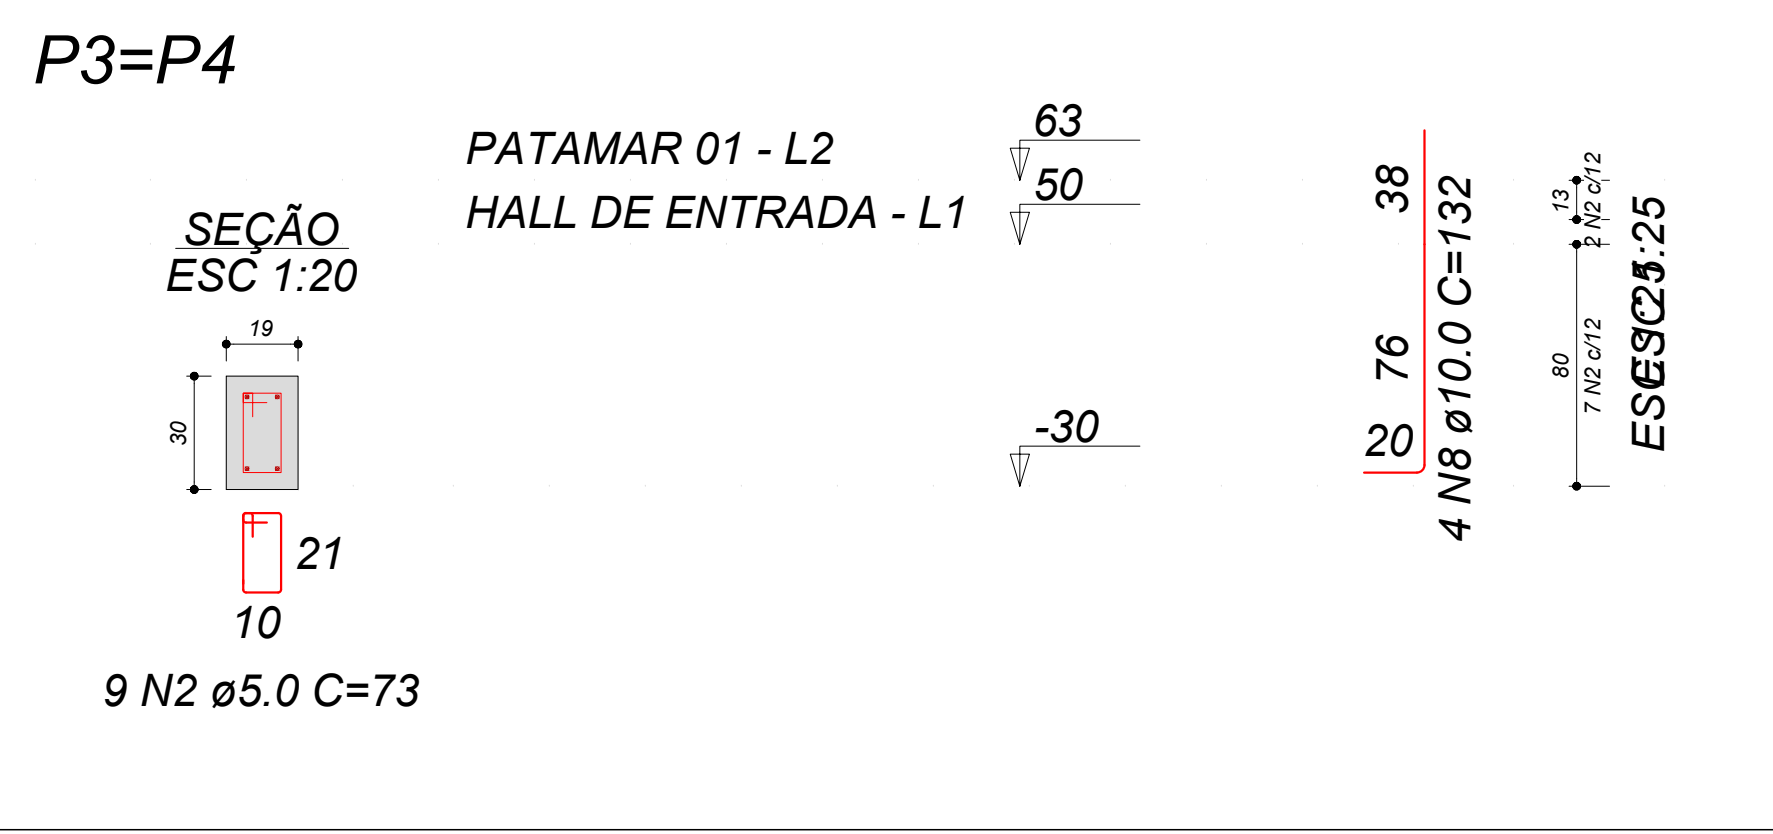 P3=P4
PATAMAR 01 - L2
63
HALL DE ENTRADA - L1
50
SEÇÃO
ESC 1:20
19
30
-30
21
10
9 N2 ø5.0 C=73
38
76
20
4 N8 ø10.0 C=132
13
2 N2 c/12
80
7 N2 c/12